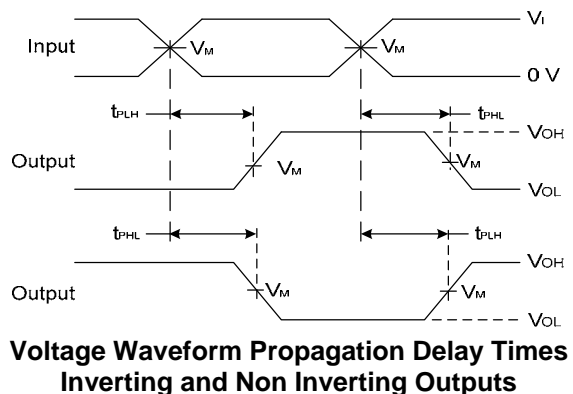 Input
VM
VM
VI
0 V
tPLH
tPHL
Output
VM
VM
VOH
VOL
tPHL
tPLH
Output
VM
VM
VOH
VOL
Voltage Waveform Propagation Delay Times
Inverting and Non Inverting Outputs